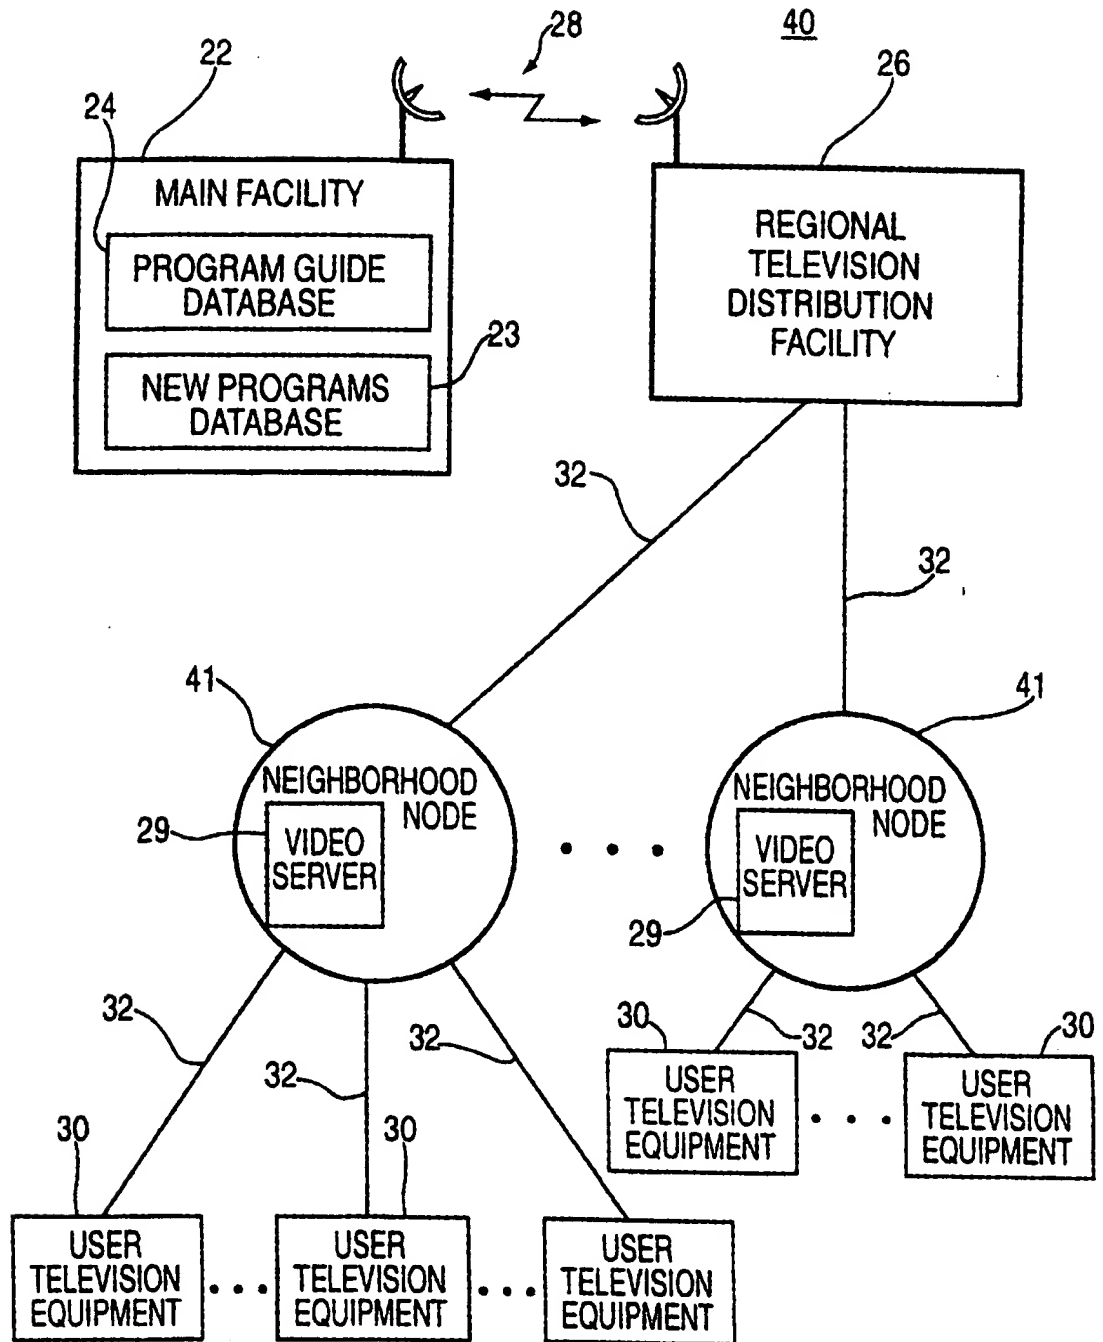 40
28
22
26
24
MAIN FACILITY
PROGRAM GUIDE
DATABASE
23
NEW PROGRAMS
DATABASE
REGIONAL
TELEVISION
DISTRIBUTION
FACILITY
32
32
41
41
NEIGHBORHOOD
NODE
29
VIDEO
SERVER
NEIGHBORHOOD
NODE
VIDEO
SERVER
29
32
32
32
30
32
32
30
USER
TELEVISION
EQUIPMENT
USER
TELEVISION
EQUIPMENT
30
30
USER
TELEVISION
EQUIPMENT
USER
TELEVISION
EQUIPMENT
USER
TELEVISION
EQUIPMENT